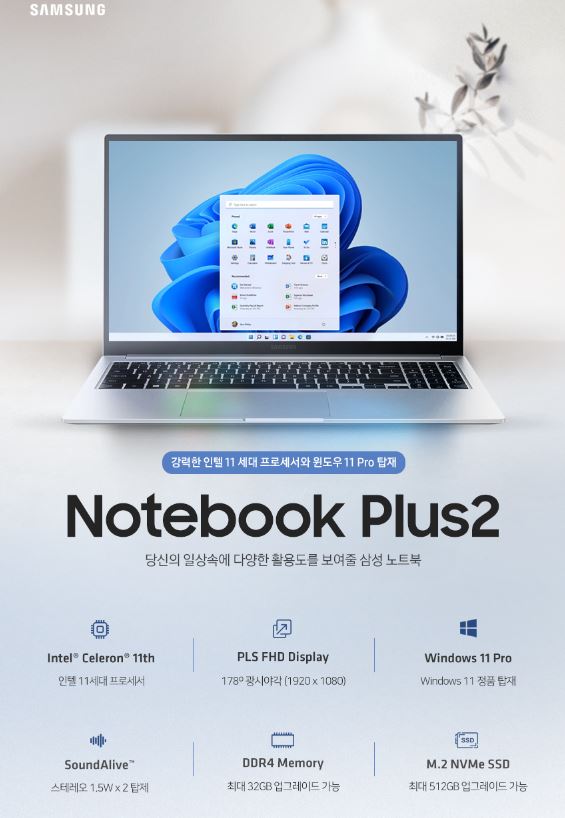 SAMSUNG
강력한 인텔 11 세대 프로세서와 윈도우 11 Pro 탑재
Notebook Plus2
당신의 일상속에 다양한 활용도를 보여줄 삼성 노트북
Intel® Celeron® 11th
인텔 11세대 프로세서
PLS FHD Display
178º 광시야각 (1920 x 1080)
Windows 11 Pro
Windows 11 정품 탑재
SoundAlive™
스테레오 1.5W x 2 탑제
DDR4 Memory
최대 32GB 업그레이드 가능
SSD
M.2 NVMe SSD
최대 512GB 업그레이드 가능